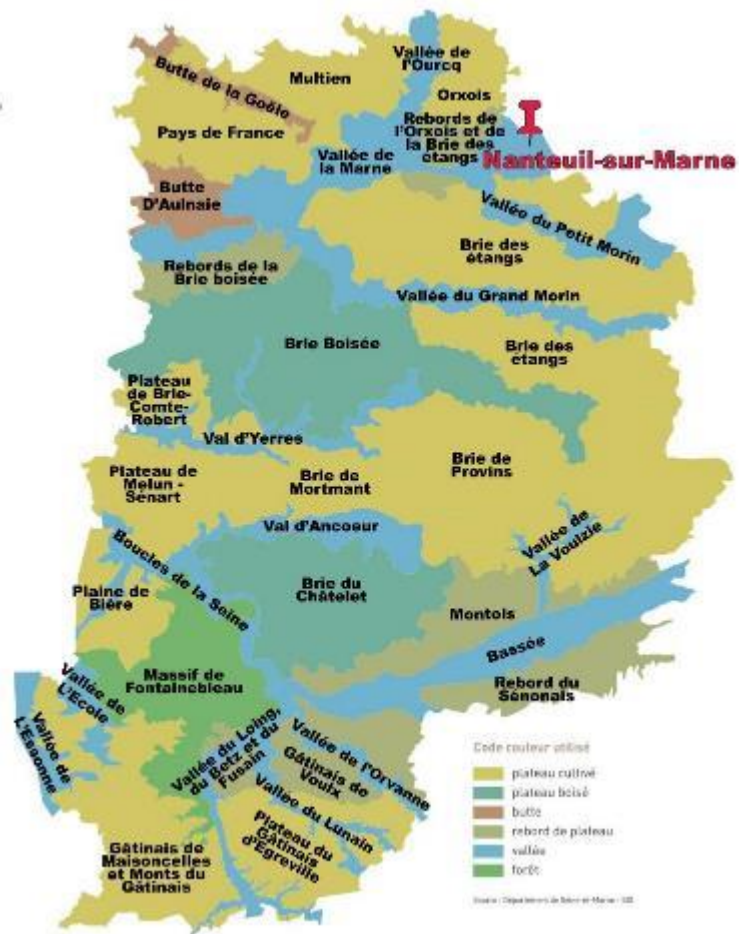 Vallée de
l'Ourcq
Butte de la Goële
Multien
Orxois
Pays de France
Rebords de
l'Orxois et de
la Brie des
étangs
Nanteuil-sur-Marne
Vallée de
la Marne
Butte
D'Aulnaie
Vallée du Petit Morin
Brie des
étangs
Rebords de la
Brie boisée
Vallée du Grand Morin
Brie Boisée
Brie des
étangs
Plateau
de Brie-
Comte-
Robert
Val d'Yerres
Brie de
Provins
Plateau de
Melun -
Sénart
Brie de
Mortmant
Val d'Ancoeur
Vallée de
La Voulzie
Boucles de la Seine
Plaine de
Bière
Brie du
Châtelet
Montois
Bassée
Massif de
Fontainebleau
Rebord du
Sénonais
Vallée de
L'Ecole
Vallée de
L'Essonne
Vallée du Loing,
du Betz et du
Fusain
Vallée de l'Orvanne
Gâtinais de
Voulx
Vallée du Lunain
Plateau du
Gâtinais
d'Egreville
Gâtinais de
Maisoncelles
et Monts du
Gâtinais
Code couleur utilisé
plateau cultivé
plateau boisé
butte
rebord de plateau
vallée
forêt